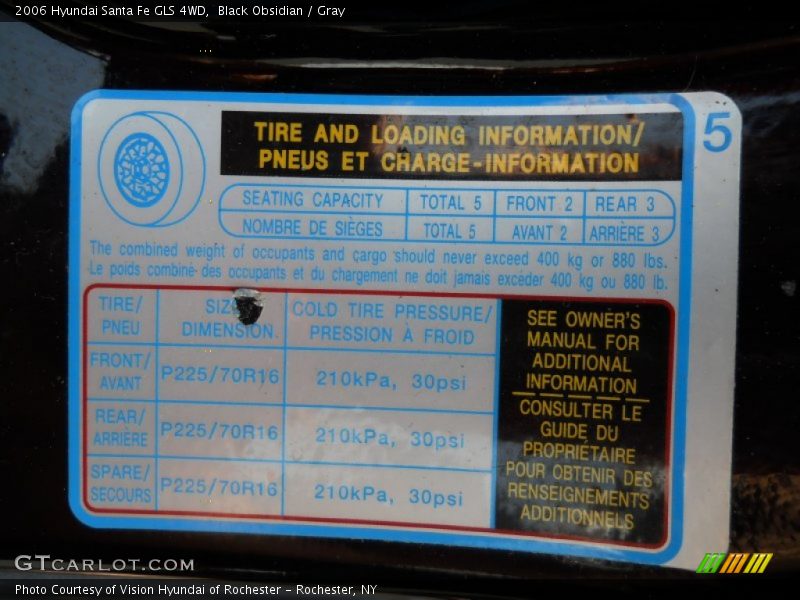 2006 Hyundai Santa Fe GLS 4WD, Black Obsidian / Gray
5
TIRE AND LOADING INFORMATION/
PNEUS ET CHARGE-INFORMATION
SEATING CAPACITY TOTAL 5 FRONT 2 REAR 3
NOMBRE DE SIÈGES TOTAL 5 AVANT 2 ARRIÈRE 3
The combined weight of occupants and cargo should never exceed 400 kg or 880 lbs.
Le poids combiné des occupants et du chargement ne doit jamais excéder 400 kg ou 880 lb.
TIRE/
PNEU
DIMENSION
COLD TIRE PRESSURE/
PRESSION À FROID
FRONT/
AVANT
P225/70R16 210kPa, 30psi
REAR/
ARRIÈRE
P225/70R16 210kPa, 30psi
SPARE/
SECOURS
P225/70R16 210kPa, 30psi
SEE OWNER'S
MANUAL FOR
ADDITIONAL
INFORMATION
CONSULTER LE
GUIDE DU
PROPRIÉTAIRE
POUR OBTENIR DES
RENSEIGNEMENTS
ADDITIONNELS
GTCARLOT.COM
Photo Courtesy of Vision Hyundai of Rochester – Rochester, NY